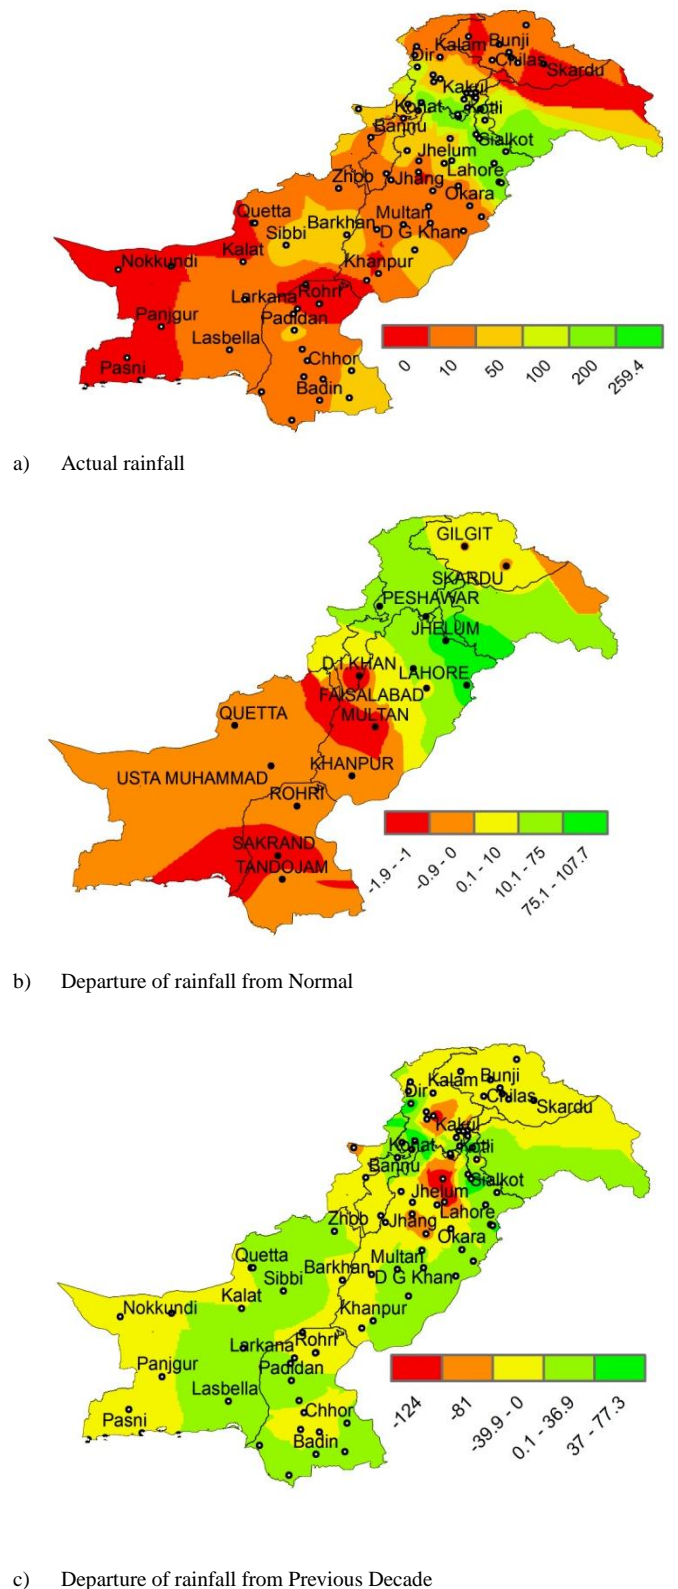 Bunji
Kalam
Dir
Chilas
Skardu
Kakul
Kohat
Kotli
Bannu
Sialkot
Jhelum
Lahore
Zhob
Jhang
Okara
Quetta
Multan
Barkhan
Sibbi
D G Khan
Kalat
Nokkundi
Khanpur
Larkana
Rohri
Padidan
Panjgur
Lasbella
Chhor
Pasni
Badin
0
10
50
100
200
259.4
a) Actual rainfall
GILGIT
SKARDU
PESHAWAR
JHELUM
D I KHAN
LAHORE
FAISALABAD
QUETTA
MULTAN
KHANPUR
USTA MUHAMMAD
ROHRI
SAKRAND
TANDOJAM
-1.9 - -1
-0.9 - 0
0.1 - 10
10.1 - 75
75.1 - 107.7
b) Departure of rainfall from Normal
Kalam
Bunji
Dir
Chilas
Skardu
Kakul
Kohat
Kotli
Bannu
Sialkot
Jhelum
Lahore
Zhob
Jhang
Okara
Quetta
Multan
Sibbi
Barkhan
D G Khan
Kalat
Nokkundi
Khanpur
Larkana
Rohri
Panjgur
Padidan
Lasbella
Chhor
Pasni
Badin
-124
-81
-39.9 - 0
0.1 - 36.9
37 - 77.3
c) Departure of rainfall from Previous Decade